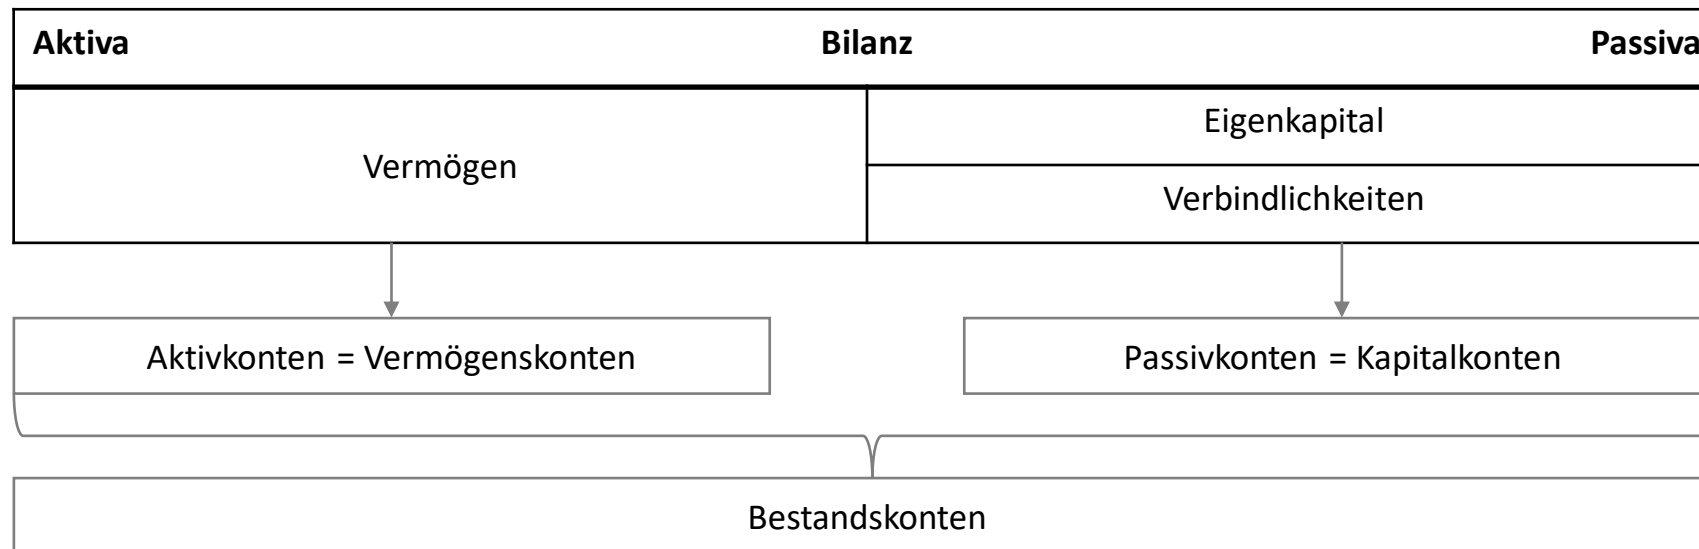 Aktiva Bilanz Passiva
Eigenkapital
Vermögen
Verbindlichkeiten
Aktivkonten = Vermögenskonten
Passivkonten = Kapitalkonten
Bestandskonten